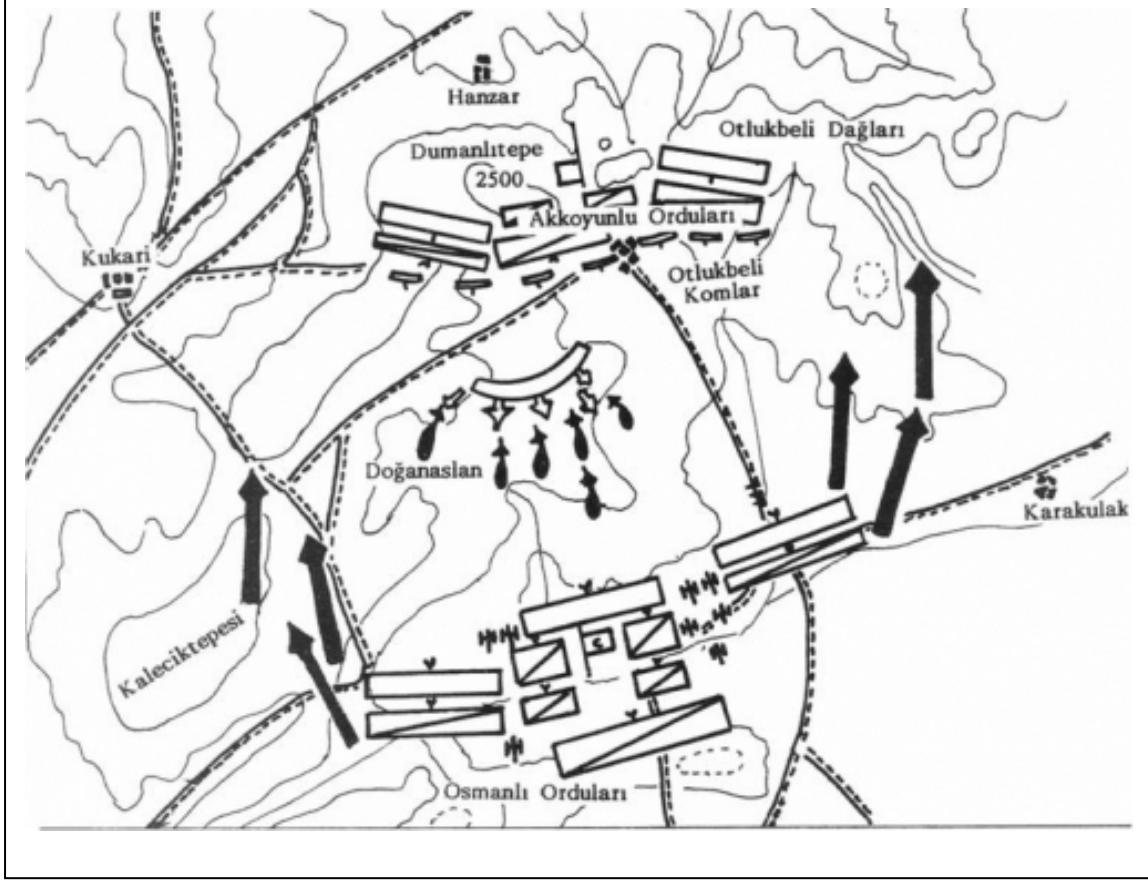 Hanzar
Otlukbeli Dağları
Dumanlıtepe
2500
Akkoyunlu Orduları
Kukari
Otlukbeli
Komlar
Doğanaslan
Karakulak
Kaleciktepesi
Osmanlı Orduları